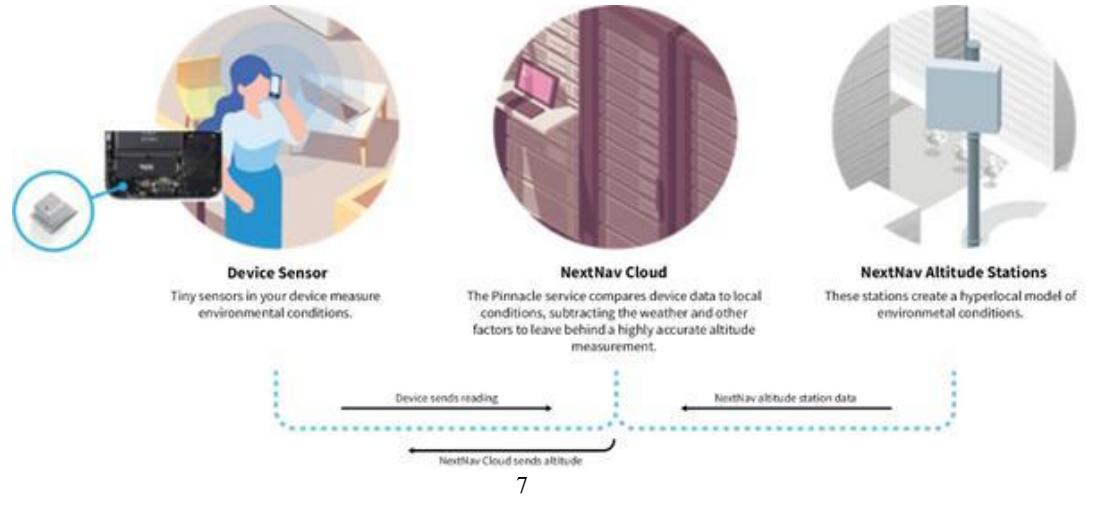 Device Sensor
Tiny sensors in your device measure
environmental conditions.
NextNav Cloud
The Pinnacle service compares device data to local
conditions, subtracting the weather and other
factors to leave behind a highly accurate altitude
measurement.
NextNav Altitude Stations
These stations create a hyperlocal model of
environmetal conditions.
Device sends reading
NextNav altitude station data
NextNav Cloud sends altitude
7